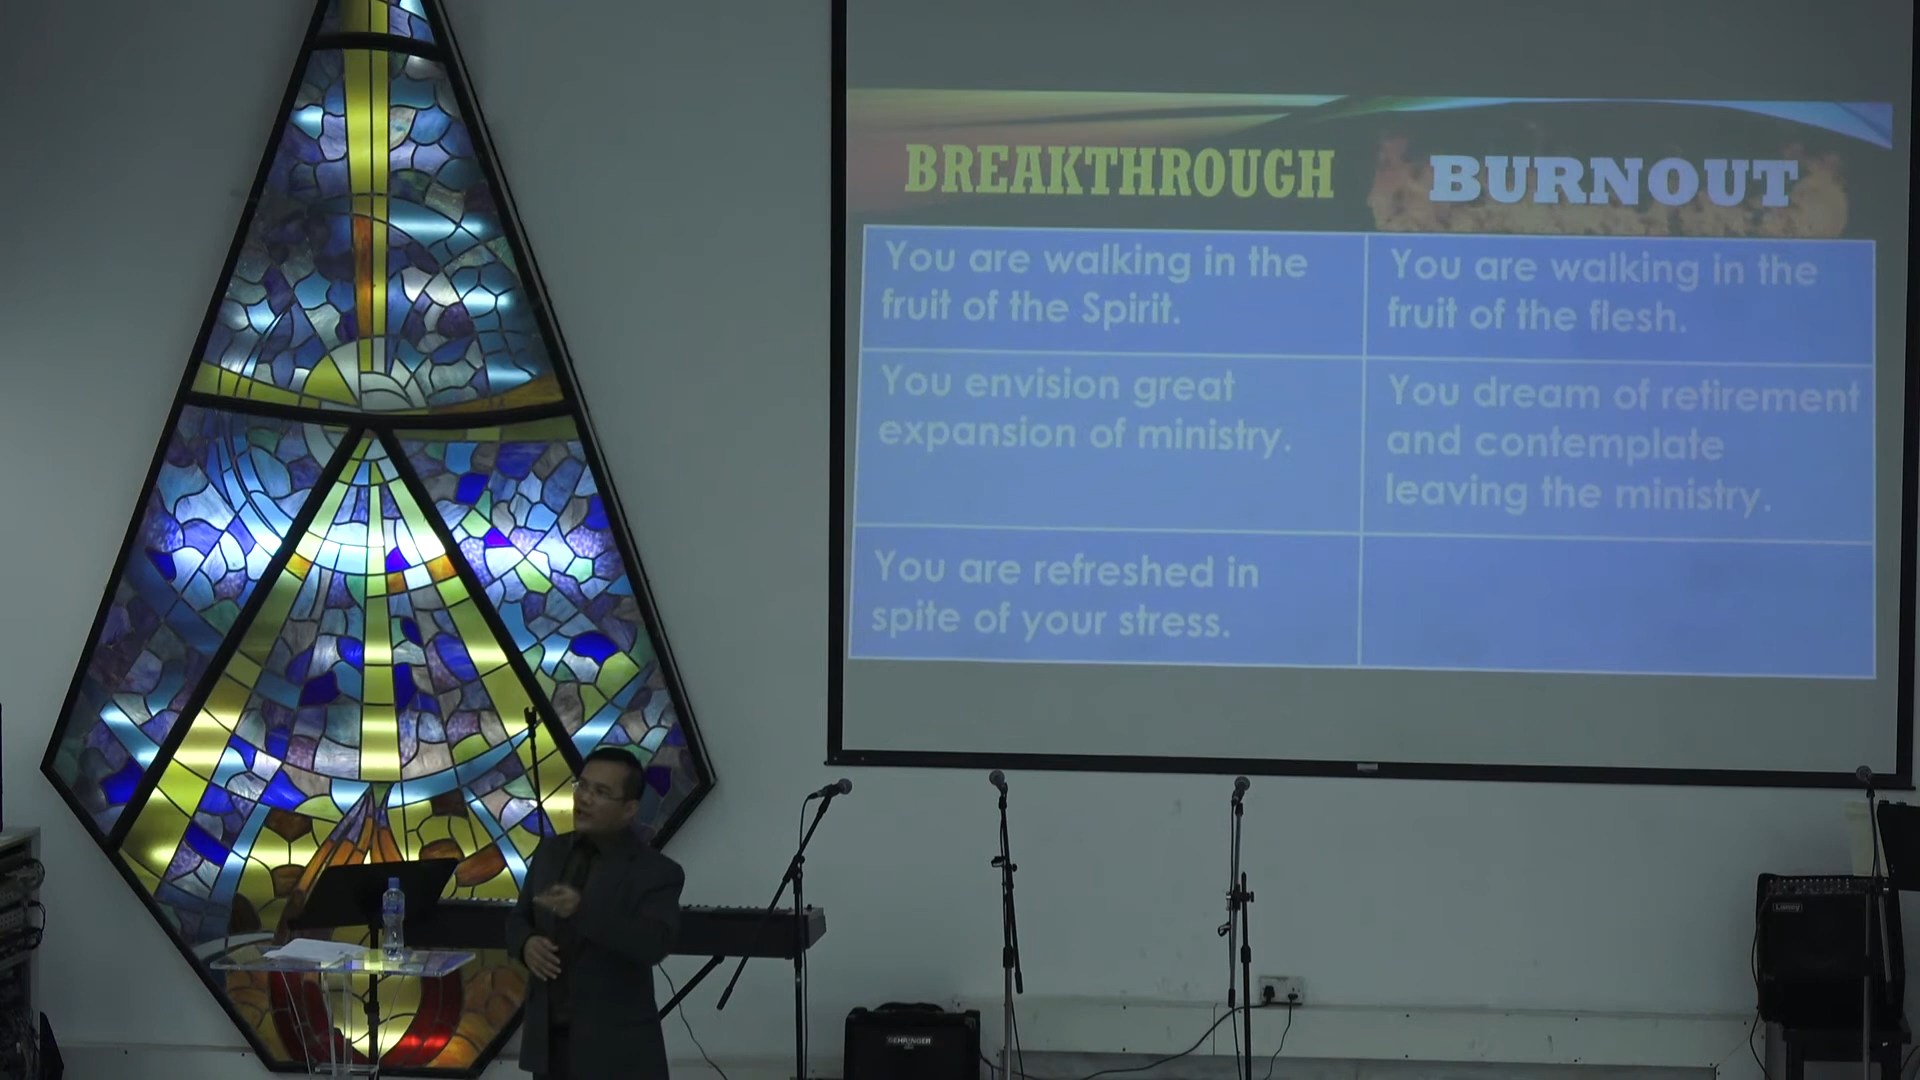 BREAKTHROUGH
BURNOUT
You are walking in the
fruit of the Spirit.
You are walking in the
fruit of the flesh.
You envision great
expansion of ministry.
You dream of retirement
and contemplate
leaving the ministry.
You are refreshed in
spite of your stress.
Laney
BEHRINGER